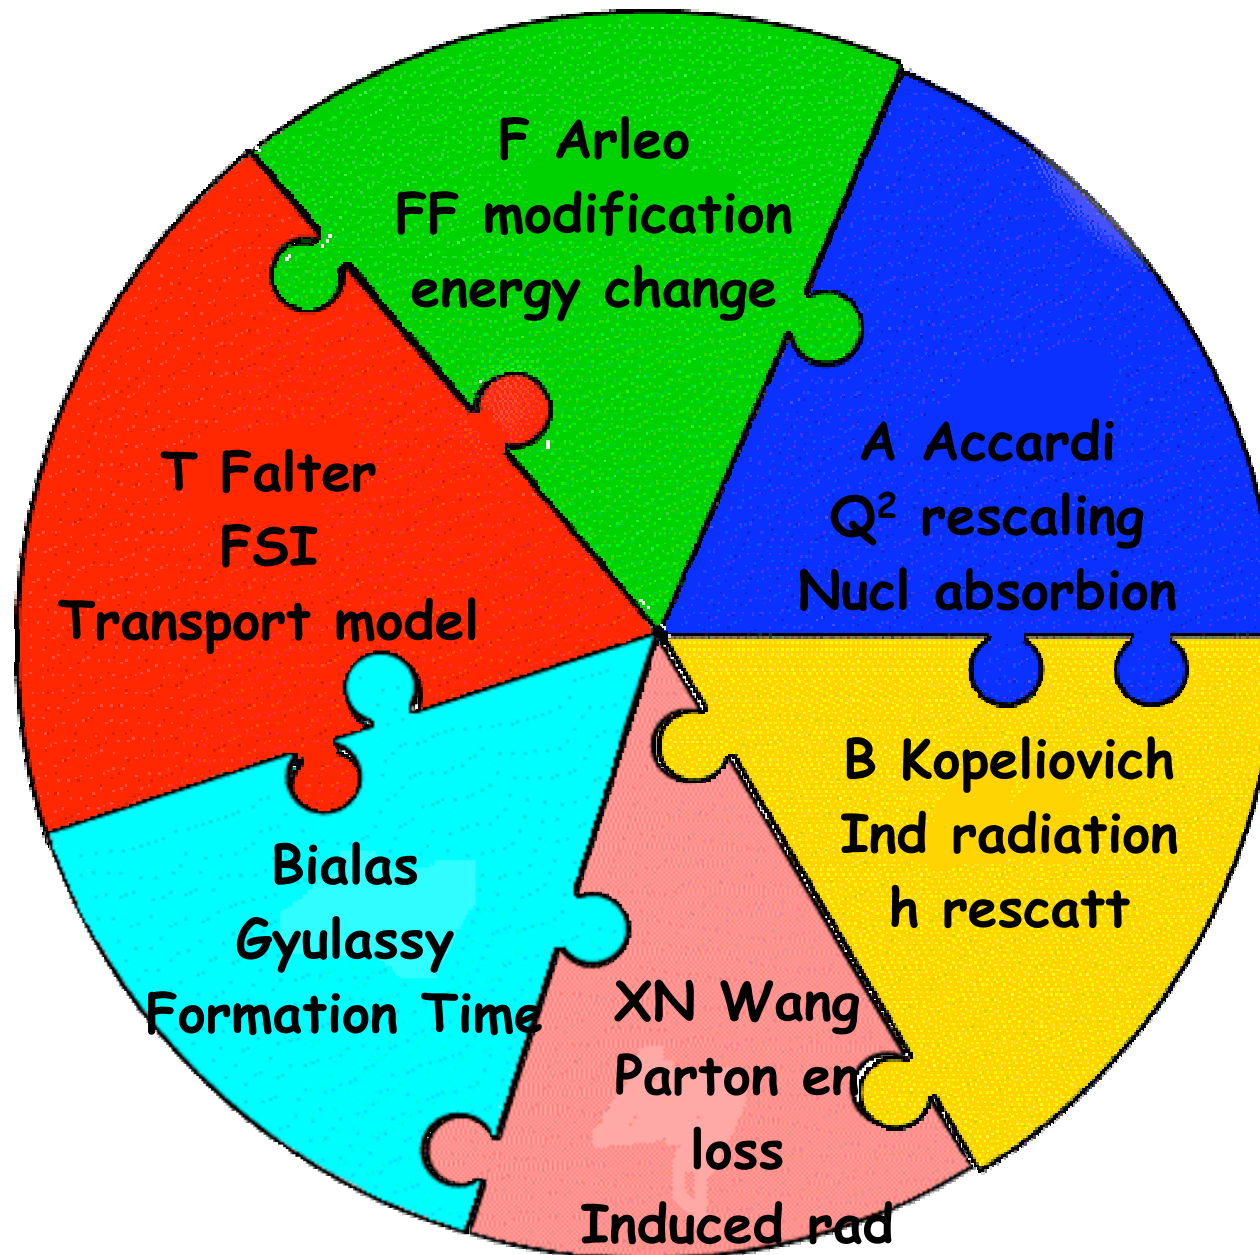 F Arleo
FF modification
energy change
A Accardi
Q² rescaling
Nucl absorbion
T Falter
FSI
Transport model
B Kopeliovich
Ind radiation
h rescatt
Bialas
Gyulassy
Formation Time
XN Wang
Parton en
loss
Induced rad